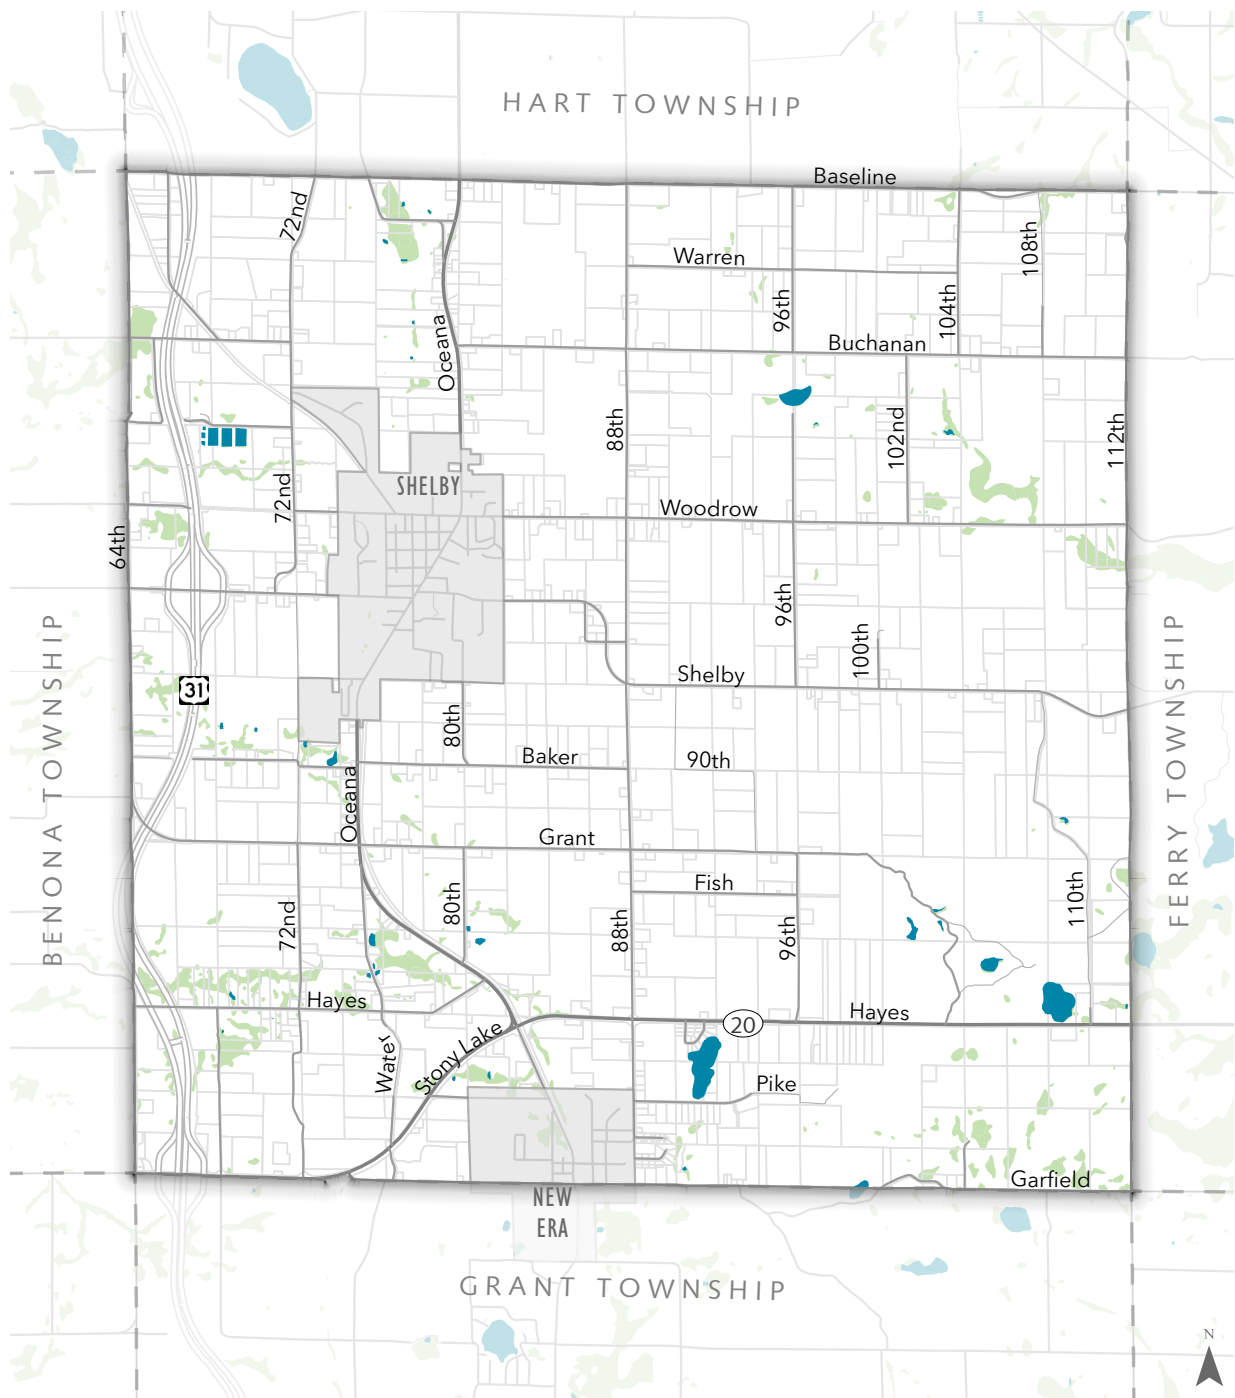 HART TOWNSHIP
Baseline
72nd
Warren
108th
96th
104th
Oceana
Buchanan
88th
102nd
112th
SHELBY
72nd
Woodrow
64th
96th
100th
BENONA TOWNSHIP
FERRY TOWNSHIP
31
Shelby
80th
Baker
90th
Oceana
Grant
Fish
72nd
80th
88th
96th
110th
Hayes
Hayes
20
Water
Stony Lake
Pike
Garfield
NEW
ERA
GRANT TOWNSHIP
N